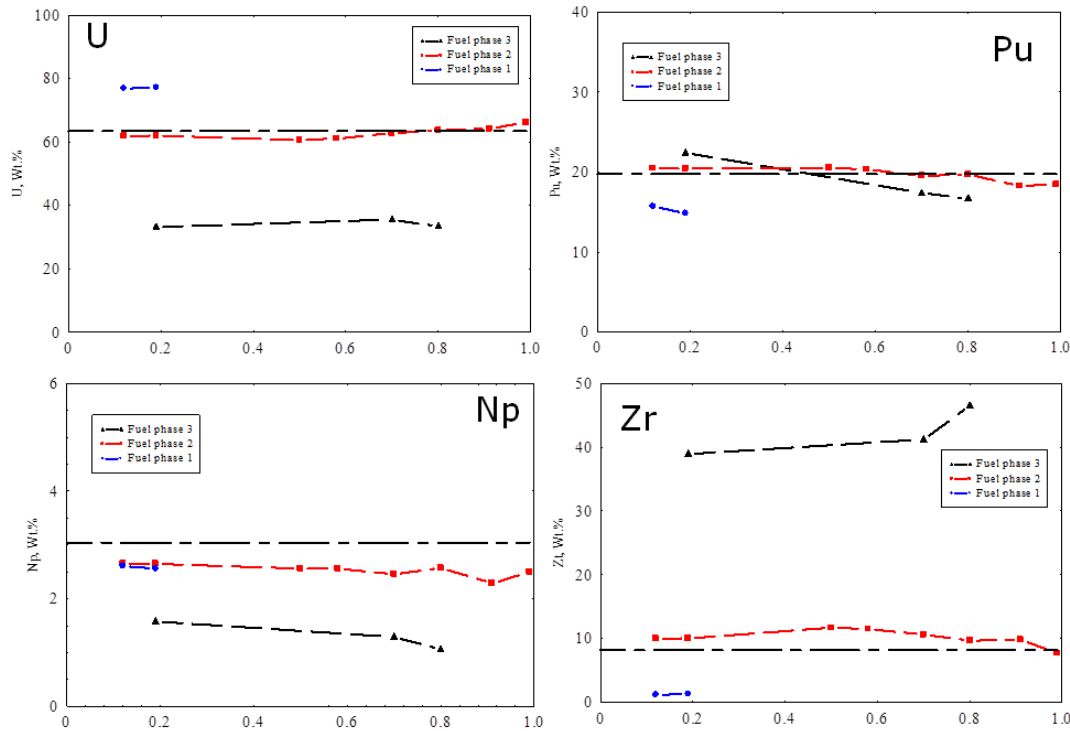 U
Fuel phase 3
Fuel phase 2
Fuel phase 1
U, Wt.%
100
80
60
40
20
0
0 0.2 0.4 0.6 0.8 1.0
Pu
Fuel phase 3
Fuel phase 2
Fuel phase 1
Pu, Wt.%
40
30
20
10
0
0 0.2 0.4 0.6 0.8 1.0
Np
Fuel phase 3
Fuel phase 2
Fuel phase 1
Np, Wt.%
6
4
2
0
0 0.2 0.4 0.6 0.8 1.0
Zr
Fuel phase 3
Fuel phase 2
Fuel phase 1
Zt, Wt.%
50
40
30
20
10
0
0 0.2 0.4 0.6 0.8 1.0